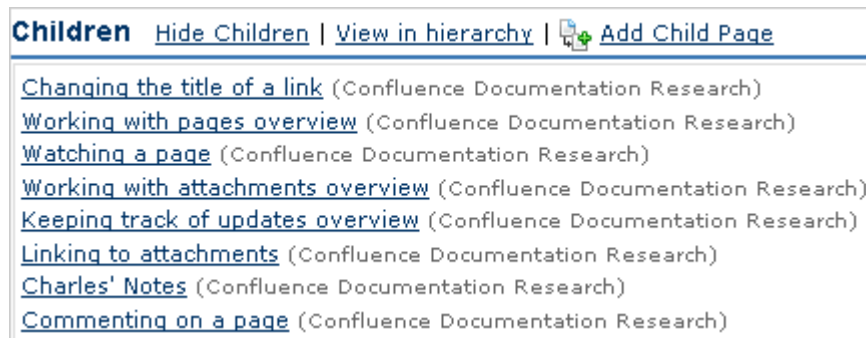 Children Hide Children | View in hierarchy | Add Child Page
Changing the title of a link (Confluence Documentation Research)
Working with pages overview (Confluence Documentation Research)
Watching a page (Confluence Documentation Research)
Working with attachments overview (Confluence Documentation Research)
Keeping track of updates overview (Confluence Documentation Research)
Linking to attachments (Confluence Documentation Research)
Charles' Notes (Confluence Documentation Research)
Commenting on a page (Confluence Documentation Research)